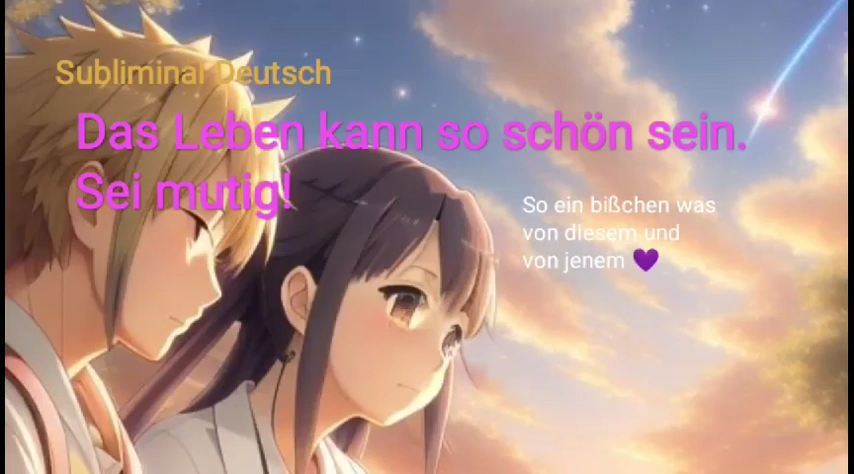 Subliminal Deutsch
Das Leben kann so schön sein.
Sei mutig!
So ein bißchen was
von diesem und
von jenem 💜